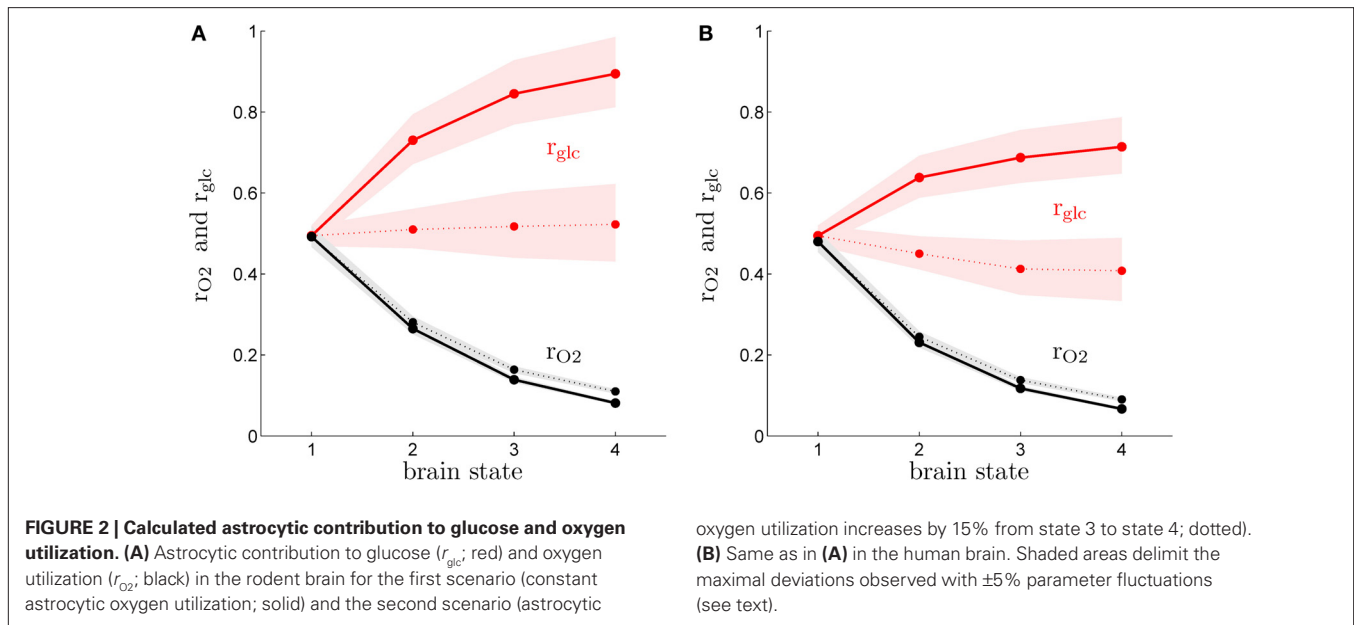 A
1
0.8
0.6
0.4
0.2
0
r_O2 and r_glc
r_glc
r_O2
1 2 3 4
brain state
B
1
0.8
0.6
0.4
0.2
0
r_O2 and r_glc
r_glc
r_O2
1 2 3 4
brain state
FIGURE 2 | Calculated astrocytic contribution to glucose and oxygen
utilization. (A) Astrocytic contribution to glucose (r_glc; red) and oxygen
utilization (r_O2; black) in the rodent brain for the first scenario (constant
astrocytic oxygen utilization; solid) and the second scenario (astrocytic
oxygen utilization increases by 15% from state 3 to state 4; dotted).
(B) Same as in (A) in the human brain. Shaded areas delimit the
maximal deviations observed with ±5% parameter fluctuations
(see text).